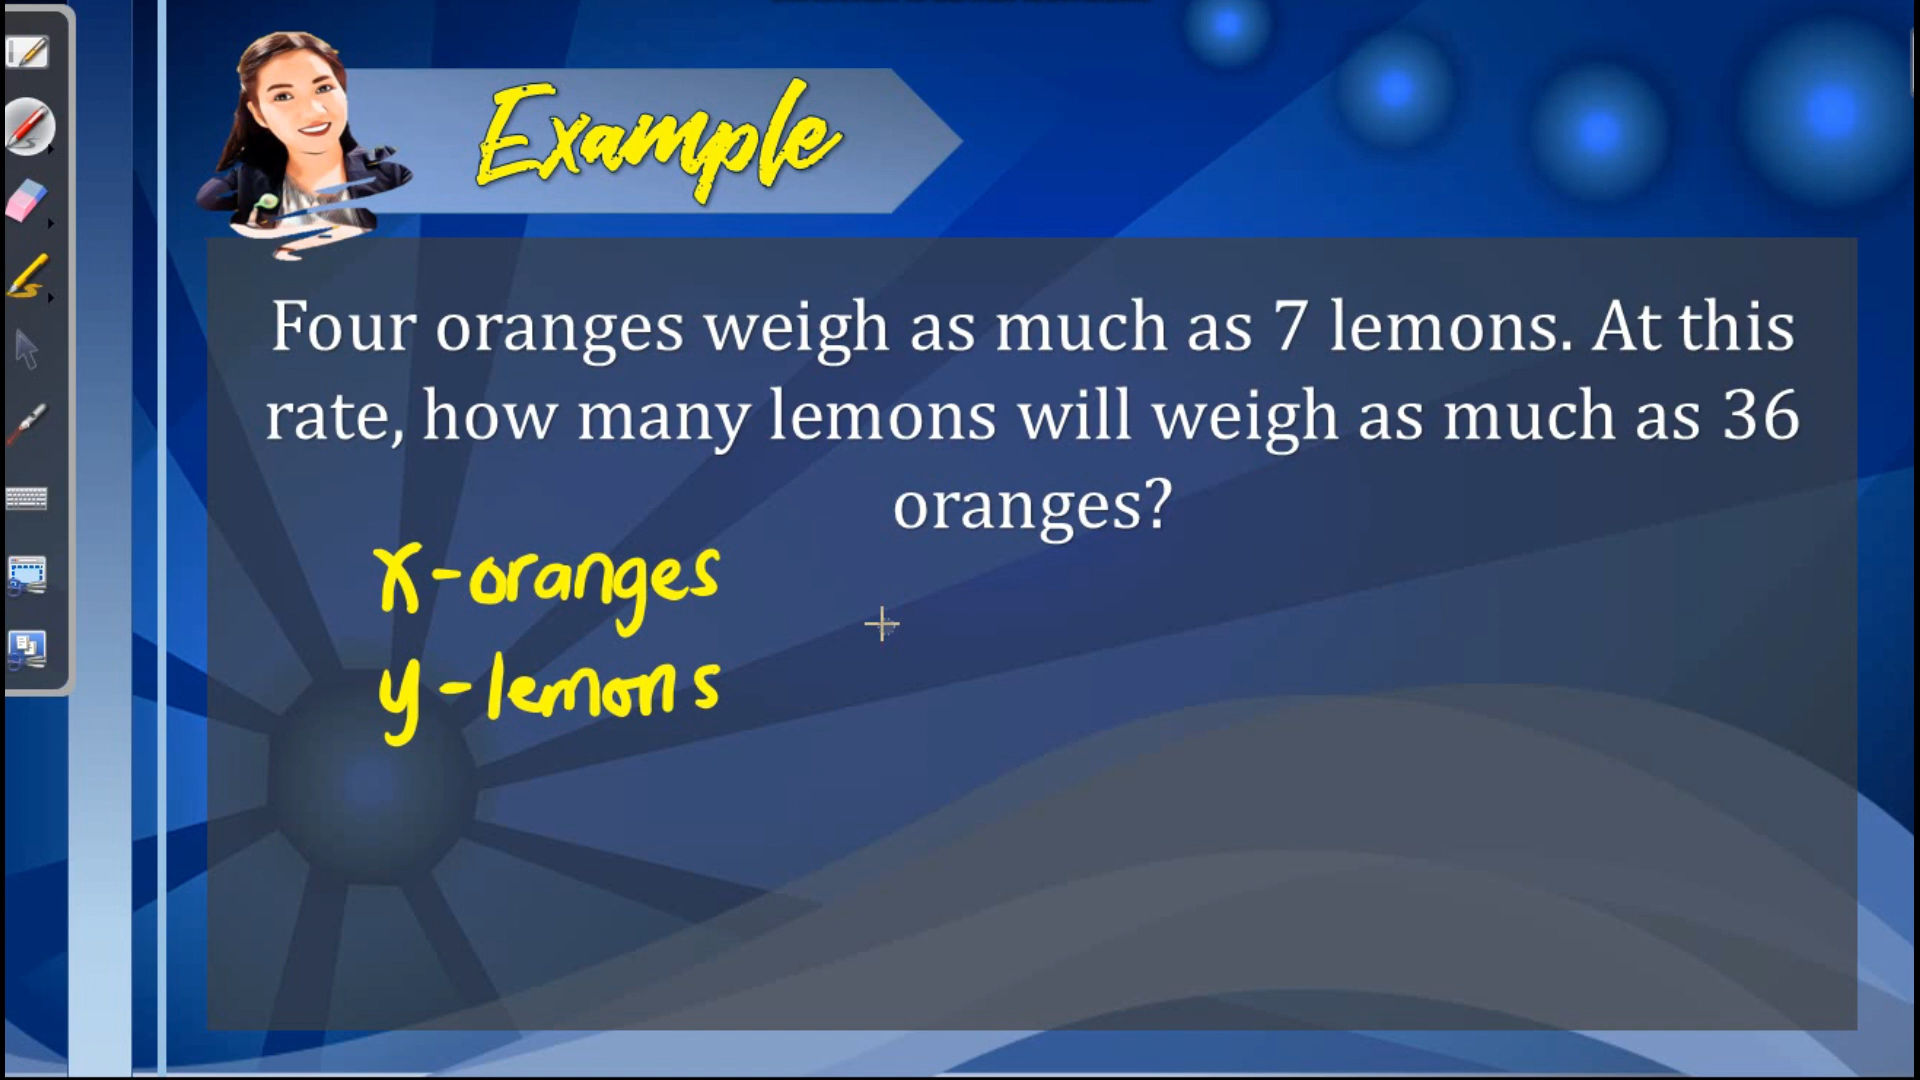 Example
Four oranges weigh as much as 7 lemons. At this
rate, how many lemons will weigh as much as 36
oranges?
x-oranges
y-lemons